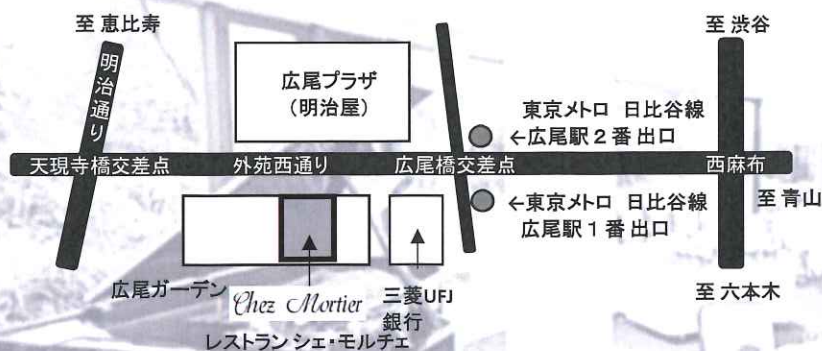 至 恵比寿
至 渋谷
明治通り
広尾プラザ
（明治屋）
東京メトロ 日比谷線
←広尾駅２番出口
天現寺橋交差点
外苑西通り
広尾橋交差点
西麻布
←東京メトロ 日比谷線
広尾駅１番出口
至 青山
広尾ガーデン
Chez Mortier
レストラン シェ・モルチェ
三菱UFJ
銀行
至 六本木